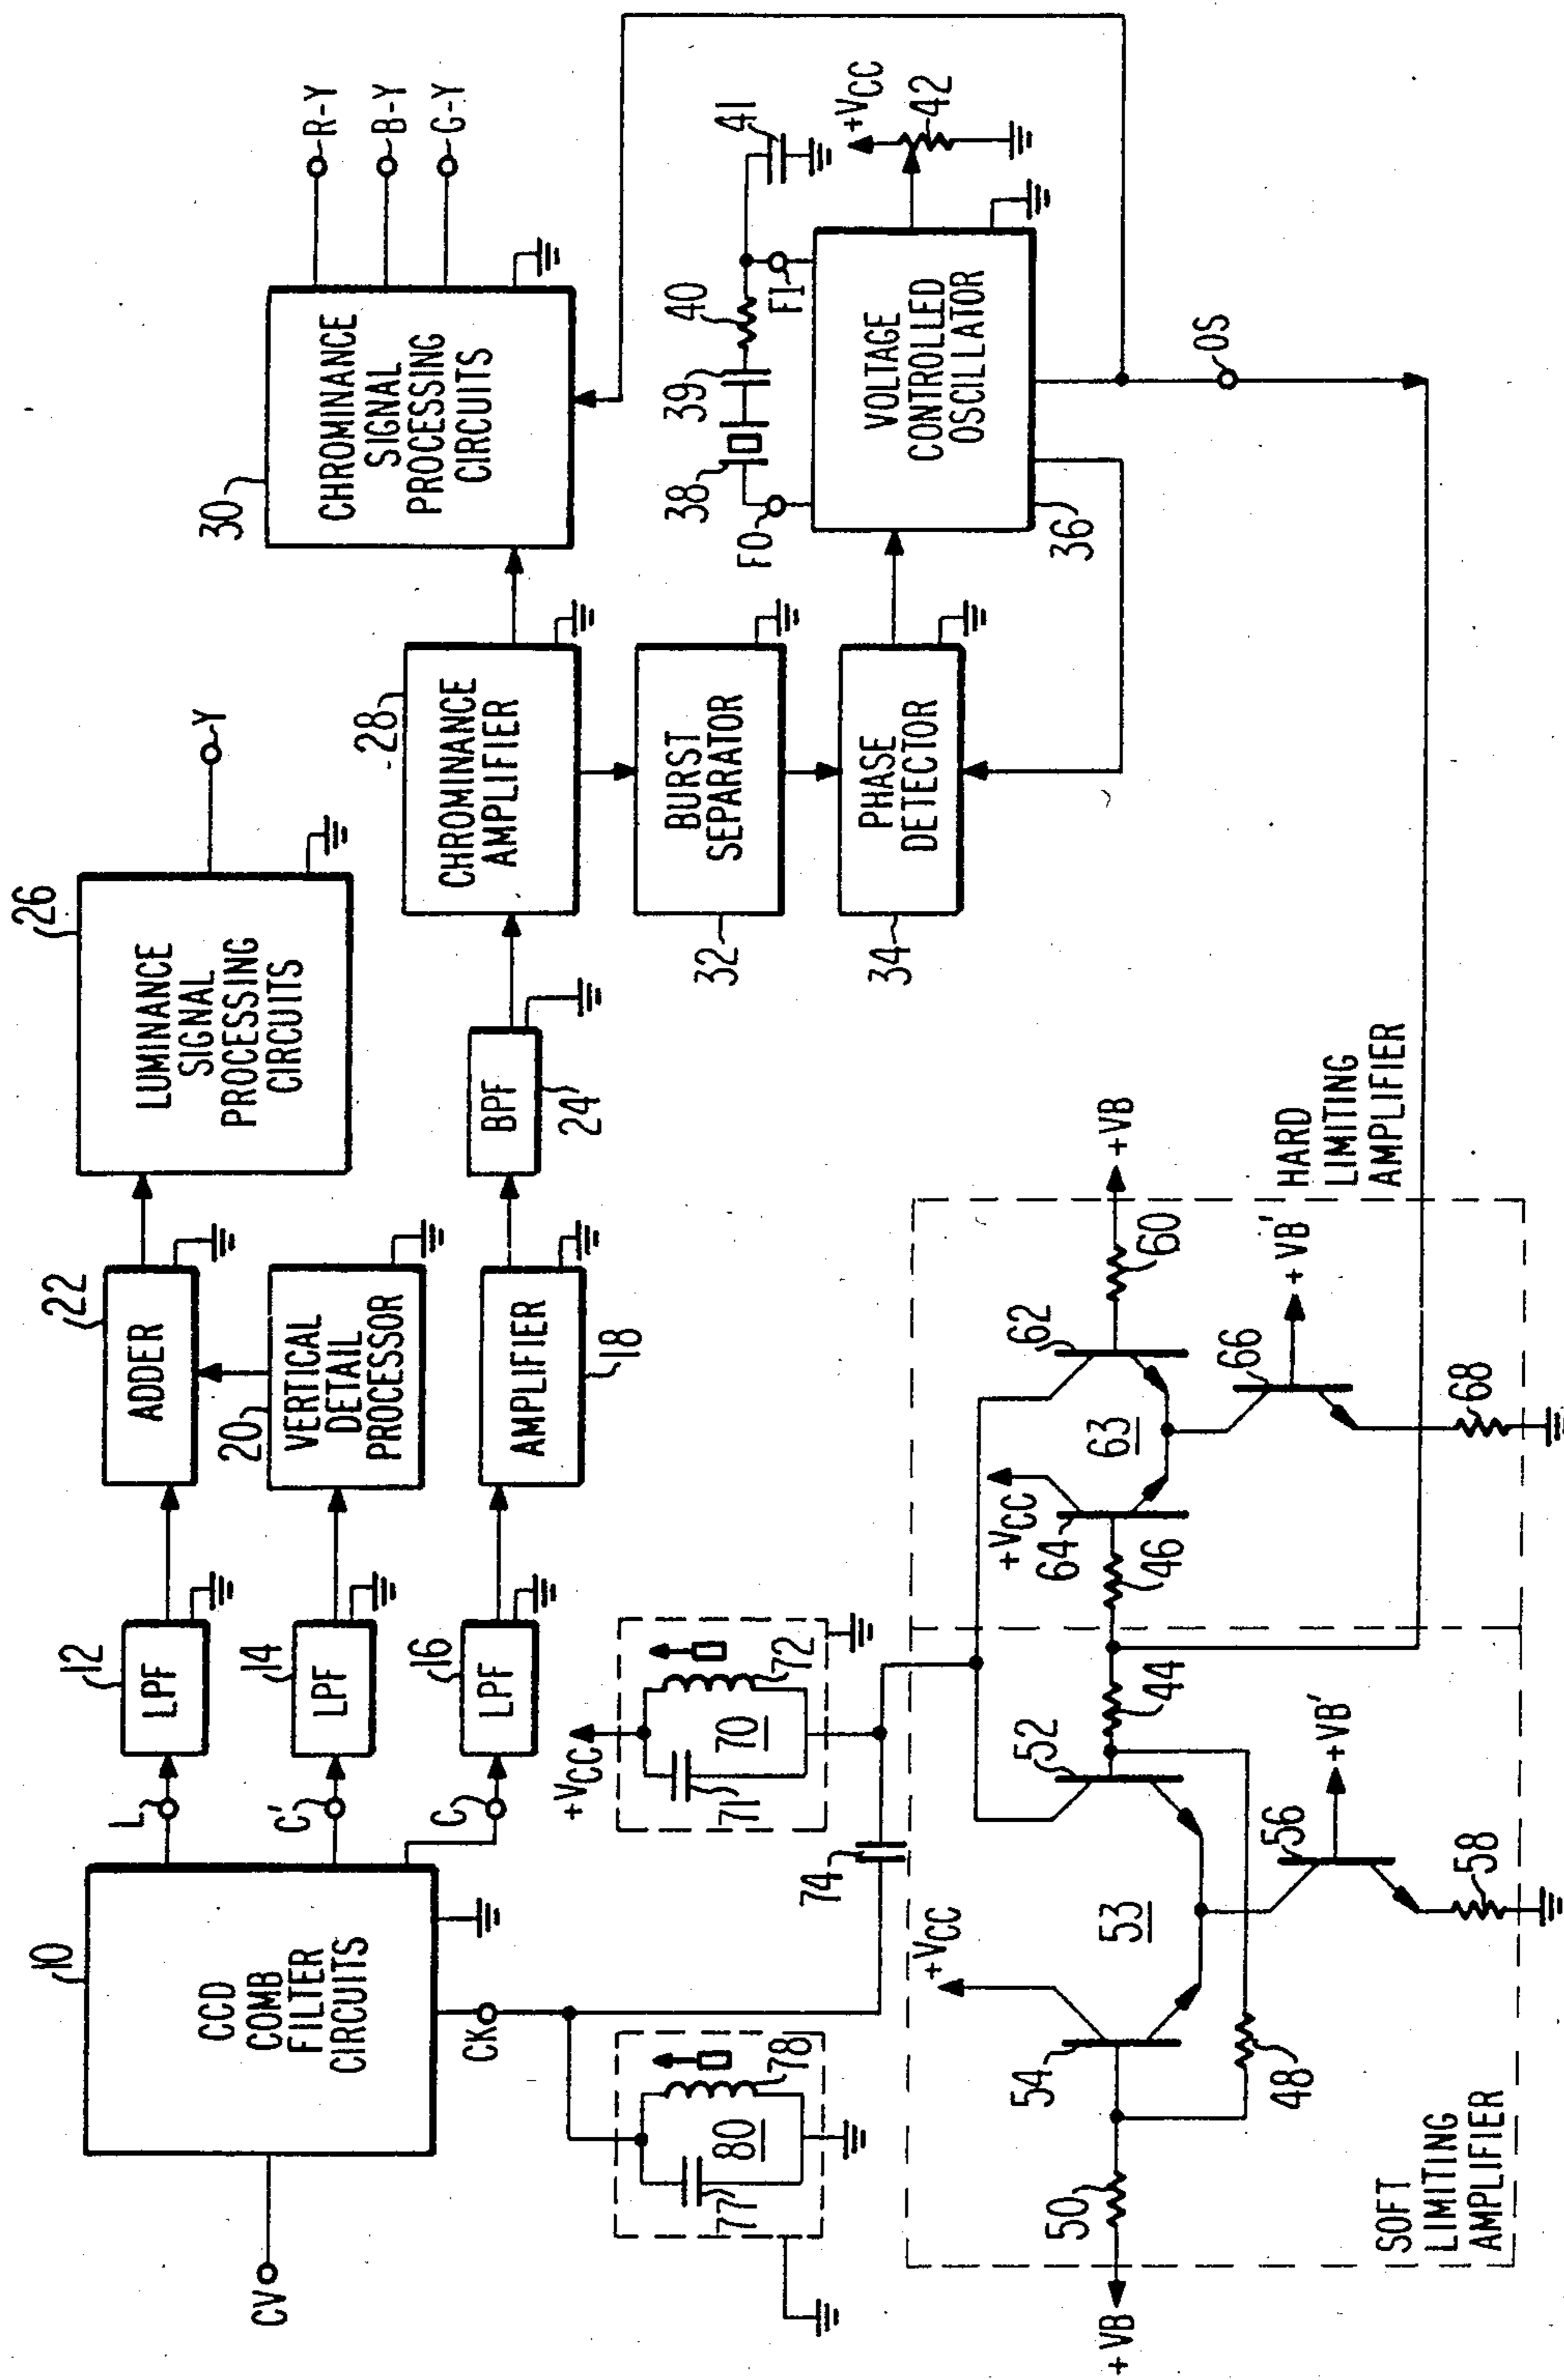 CV
10
CCD
COMB
FILTER
CIRCUITS
L
C'
C
CK
12
LPF
14
LPF
16
LPF
22
ADDER
20
VERTICAL
DETAIL
PROCESSOR
AMPLIFIER
18
26
LUMINANCE
SIGNAL
PROCESSING
CIRCUITS
Y
BPF
24
28
CHROMINANCE
AMPLIFIER
30
CHROMINANCE
SIGNAL
PROCESSING
CIRCUITS
R-Y
B-Y
G-Y
BURST
SEPARATOR
32
PHASE
DETECTOR
34
FO
38
39
40
FI
41
VOLTAGE
CONTROLLED
OSCILLATOR
36
+VCC
42
OS
77
80
78
74
+VCC
71
70
72
+VB
50
54
+VCC
53
52
48
56
+VB'
58
44
SOFT
LIMITING
AMPLIFIER
46
64
+VCC
63
62
60
+VB
66
+VB'
68
HARD
LIMITING
AMPLIFIER